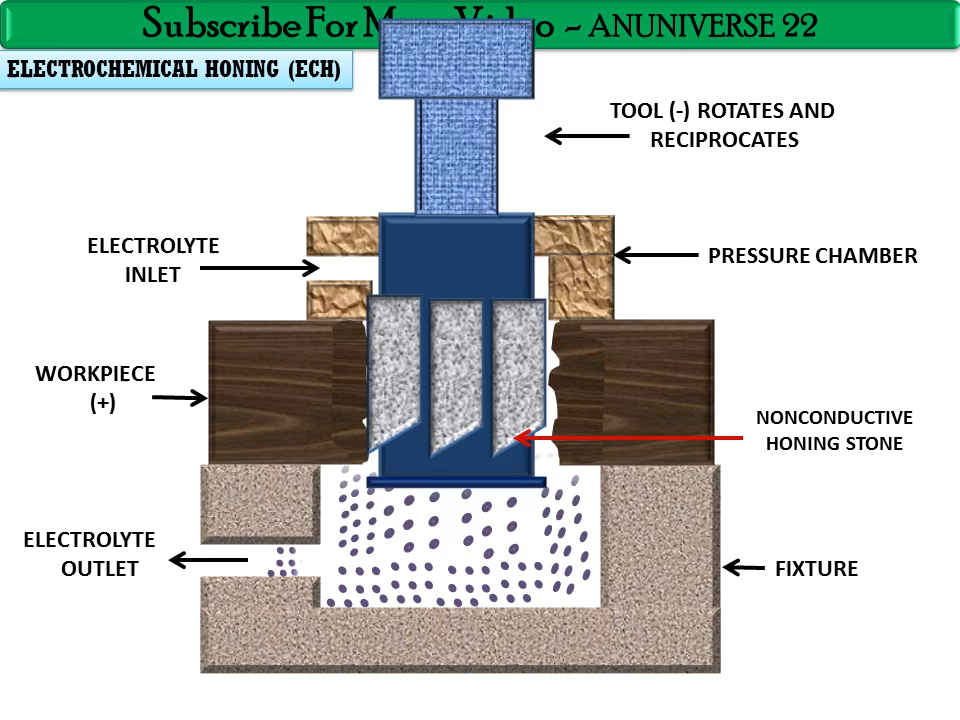 Subscribe For M Video ~ ANUNIVERSE 22
ELECTROCHEMICAL HONING (ECH)
TOOL (-) ROTATES AND
RECIPROCATES
ELECTROLYTE
INLET
PRESSURE CHAMBER
WORKPIECE
(+)
NONCONDUCTIVE
HONING STONE
ELECTROLYTE
OUTLET
FIXTURE